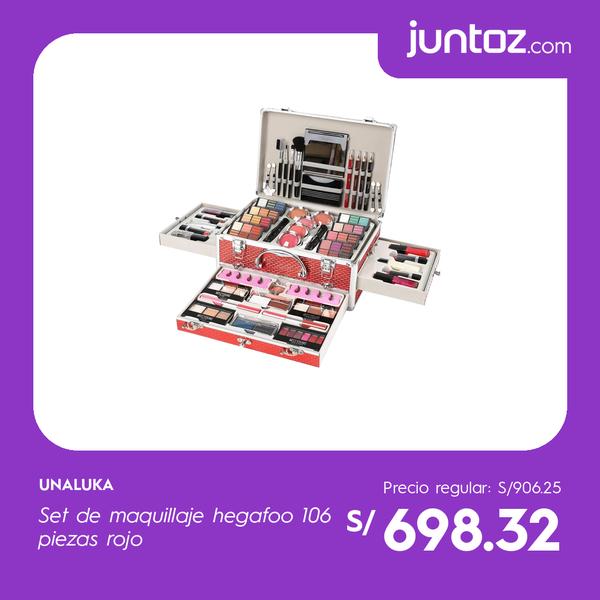 juntoz.com
UNALUKA
Set de maquillaje hegafoo 106
piezas rojo
Precio regular: S/906.25
S/ 698.32